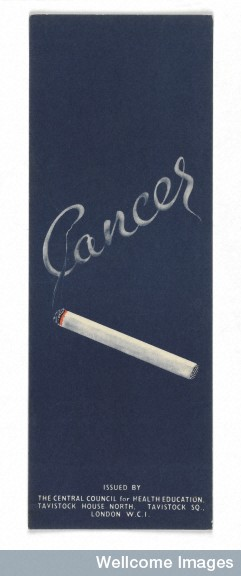 Cancer
ISSUED BY
THE CENTRAL COUNCIL for HEALTH EDUCATION,
TAVISTOCK HOUSE NORTH, TAVISTOCK SQ.,
LONDON W.C.1.
Wellcome Images